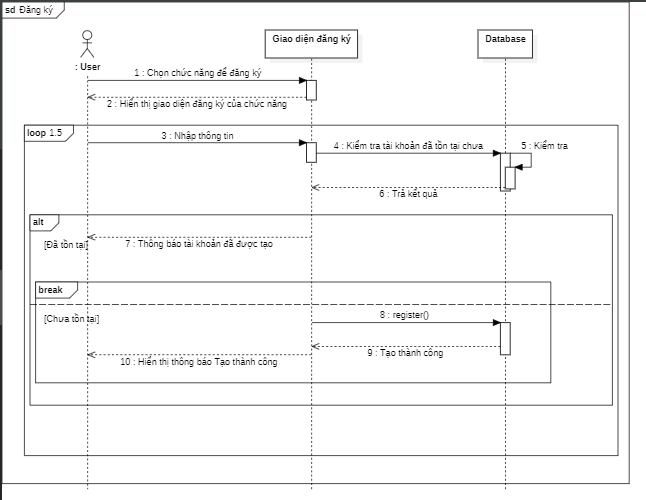 sd Đăng ký
Giao diện đăng ký
Database
: User
1 : Chọn chức năng để đăng ký
2 : Hiển thị giao diện đăng ký của chức năng
loop 1.5
3 : Nhập thông tin
4 : Kiểm tra tài khoản đã tồn tại chưa
5 : Kiểm tra
6 : Trả kết quả
alt
[Đã tồn tại]
7 : Thông báo tài khoản đã được tạo
break
[Chưa tồn tại]
8 : register()
9 : Tạo thành công
10 : Hiển thị thông báo Tạo thành công